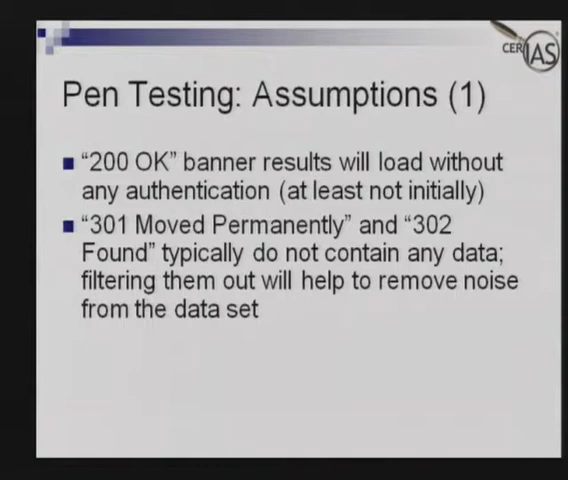 CERIAS
Pen Testing: Assumptions (1)
“200 OK” banner results will load without
any authentication (at least not initially)
“301 Moved Permanently” and “302
Found” typically do not contain any data;
filtering them out will help to remove noise
from the data set